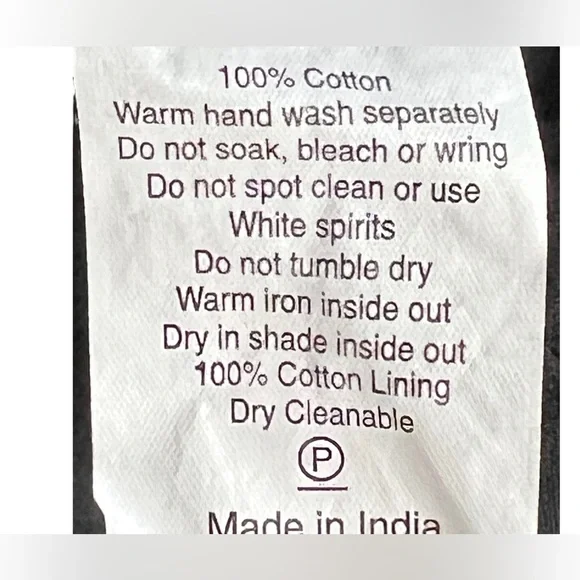 100% Cotton
Warm hand wash separately
Do not soak, bleach or wring
Do not spot clean or use
White spirits
Do not tumble dry
Warm iron inside out
Dry in shade inside out
100% Cotton Lining
Dry Cleanable
P
Made in India